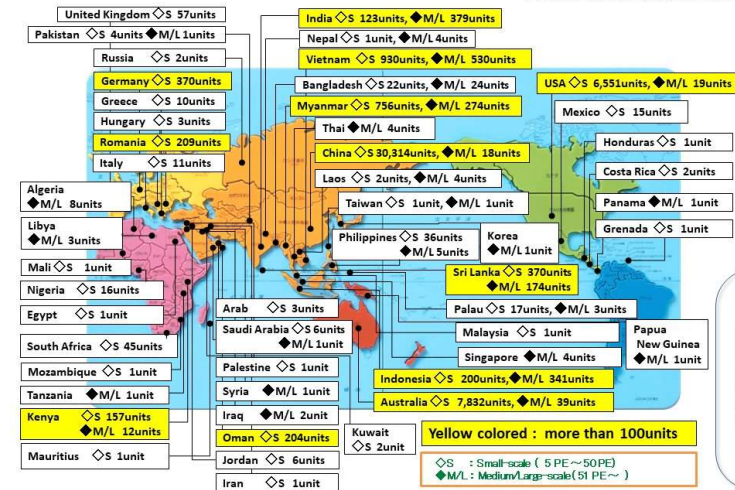 United Kingdom ◇S 57units
Pakistan ◇S 4units ◆M/L 1units
Russia ◇S 2units
Germany ◇S 370units
Greece ◇S 10units
Hungary ◇S 3units
Romania ◇S 209units
Italy ◇S 11units
Algeria
◆M/L 8units
Libya
◆M/L 3units
Mali ◇S 1unit
Nigeria ◇S 16units
Egypt ◇S 1unit
South Africa ◇S 45units
Mozambique ◇S 1unit
Tanzania ◆M/L 1unit
Kenya ◇S 157units
◆M/L 12units
Mauritius ◇S 1unit
India ◇S 123units, ◆M/L 379units
Nepal ◇S 1unit, ◆M/L 4units
Vietnam ◇S 930units, ◆M/L 530units
Bangladesh ◇S 22units, ◆M/L 24units
Myanmar ◇S 756units, ◆M/L 274units
Thai ◆M/L 4units
China ◇S 30,314units, ◆M/L 18units
Laos ◇S 2units, ◆M/L 4units
Taiwan ◇S 1unit, ◆M/L 1unit
Philippines ◇S 36units
◆M/L 5units
Korea
◆M/L 1unit
Sri Lanka ◇S 370units
◆M/L 174units
USA ◇S 6,551units, ◆M/L 19units
Mexico ◇S 15units
Honduras ◇S 1unit
Costa Rica ◇S 2units
Panama ◆M/L 1unit
Grenada ◇S 1unit
Arab ◇S 3units
Saudi Arabia ◇S 6units
◆M/L 1unit
Palestine ◇S 1unit
Syria ◆M/L 1unit
Iraq ◆M/L 2unit
Oman ◇S 204units
Jordan ◇S 6units
Iran ◇S 1unit
Kuwait
◇S 2unit
Palau ◇S 17units, ◆M/L 3units
Malaysia ◇S 1unit
Singapore ◆M/L 4units
Papua
New Guinea
◆M/L 1unit
Indonesia ◇S 200units, ◆M/L 341units
Australia ◇S 7,832units, ◆M/L 39units
Yellow colored : more than 100units
◇S : Small-scale ( 5 PE～50PE)
◆M/L : Medium/Large-scale(51 PE～ )